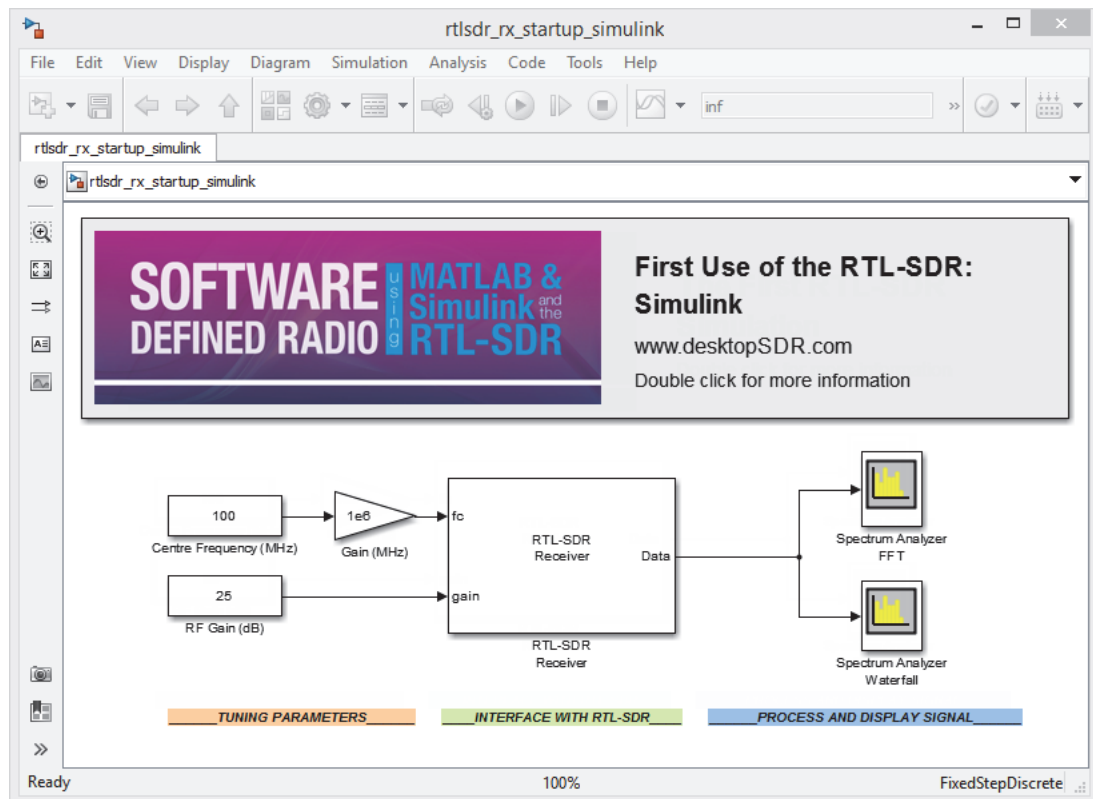 rtlsdr_rx_startup_simulink
File Edit View Display Diagram Simulation Analysis Code Tools Help
inf
rtlsdr_rx_startup_simulink
rtlsdr_rx_startup_simulink
SOFTWARE
DEFINED RADIO
using
MATLAB &
Simulink and the
RTL-SDR
First Use of the RTL-SDR:
Simulink
www.desktopSDR.com
Double click for more information
100
Centre Frequency (MHz)
1e6
Gain (MHz)
25
RF Gain (dB)
fc
gain
RTL-SDR
Receiver
Data
RTL-SDR
Receiver
Spectrum Analyzer
FFT
Spectrum Analyzer
Waterfall
TUNING PARAMETERS
INTERFACE WITH RTL-SDR
PROCESS AND DISPLAY SIGNAL
Ready
100%
FixedStepDiscrete